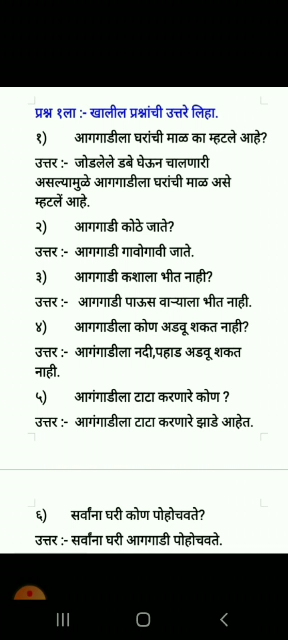 प्रश्न १ला :- खालील प्रश्नांची उत्तरे लिहा.
१) आगगाडीला घरांची माळ का म्हटले आहे?
उत्तर :- जोडलेले डबे घेऊन चालणारी
असल्यामुळे आगगाडीला घरांची माळ असे
म्हटलें आहे.
२) आगगाडी कोठे जाते?
उत्तर :- आगगाडी गावोगावी जाते.
३) आगगाडी कशाला भीत नाही?
उत्तर :- आगगाडी पाऊस वाऱ्याला भीत नाही.
४) आगगाडीला कोण अडवू शकत नाही?
उत्तर :- आगंगाडीला नदी,पहाड अडवू शकत
नाही.
५) आगंगाडीला टाटा करणारे कोण ?
उत्तर :- आगंगाडीला टाटा करणारे झाडे आहेत.
६) सर्वांना घरी कोण पोहोचवते?
उत्तर :- सर्वांना घरी आगगाडी पोहोचवते.